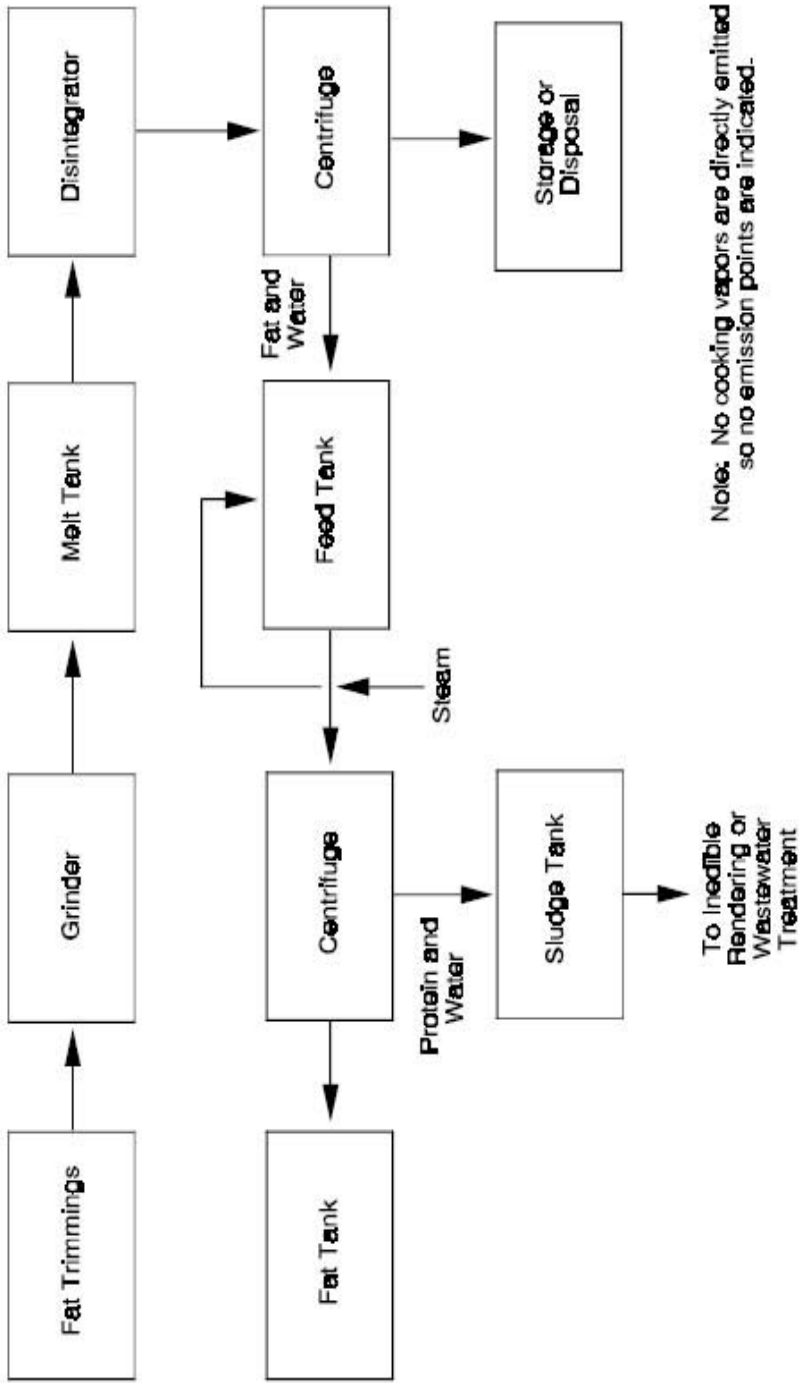 Fat Trimmings
Grinder
Melt Tank
Disintegrator
Fat Tank
Centrifuge
Feed Tank
Fat and
Water
Centrifuge
Protein and
Water
Steam
Sludge Tank
Storage or
Disposal
To Inedible
Rendering or
Wastewater
Treatment
Note: No cooking vapors are directly emitted
so no emission points are indicated.